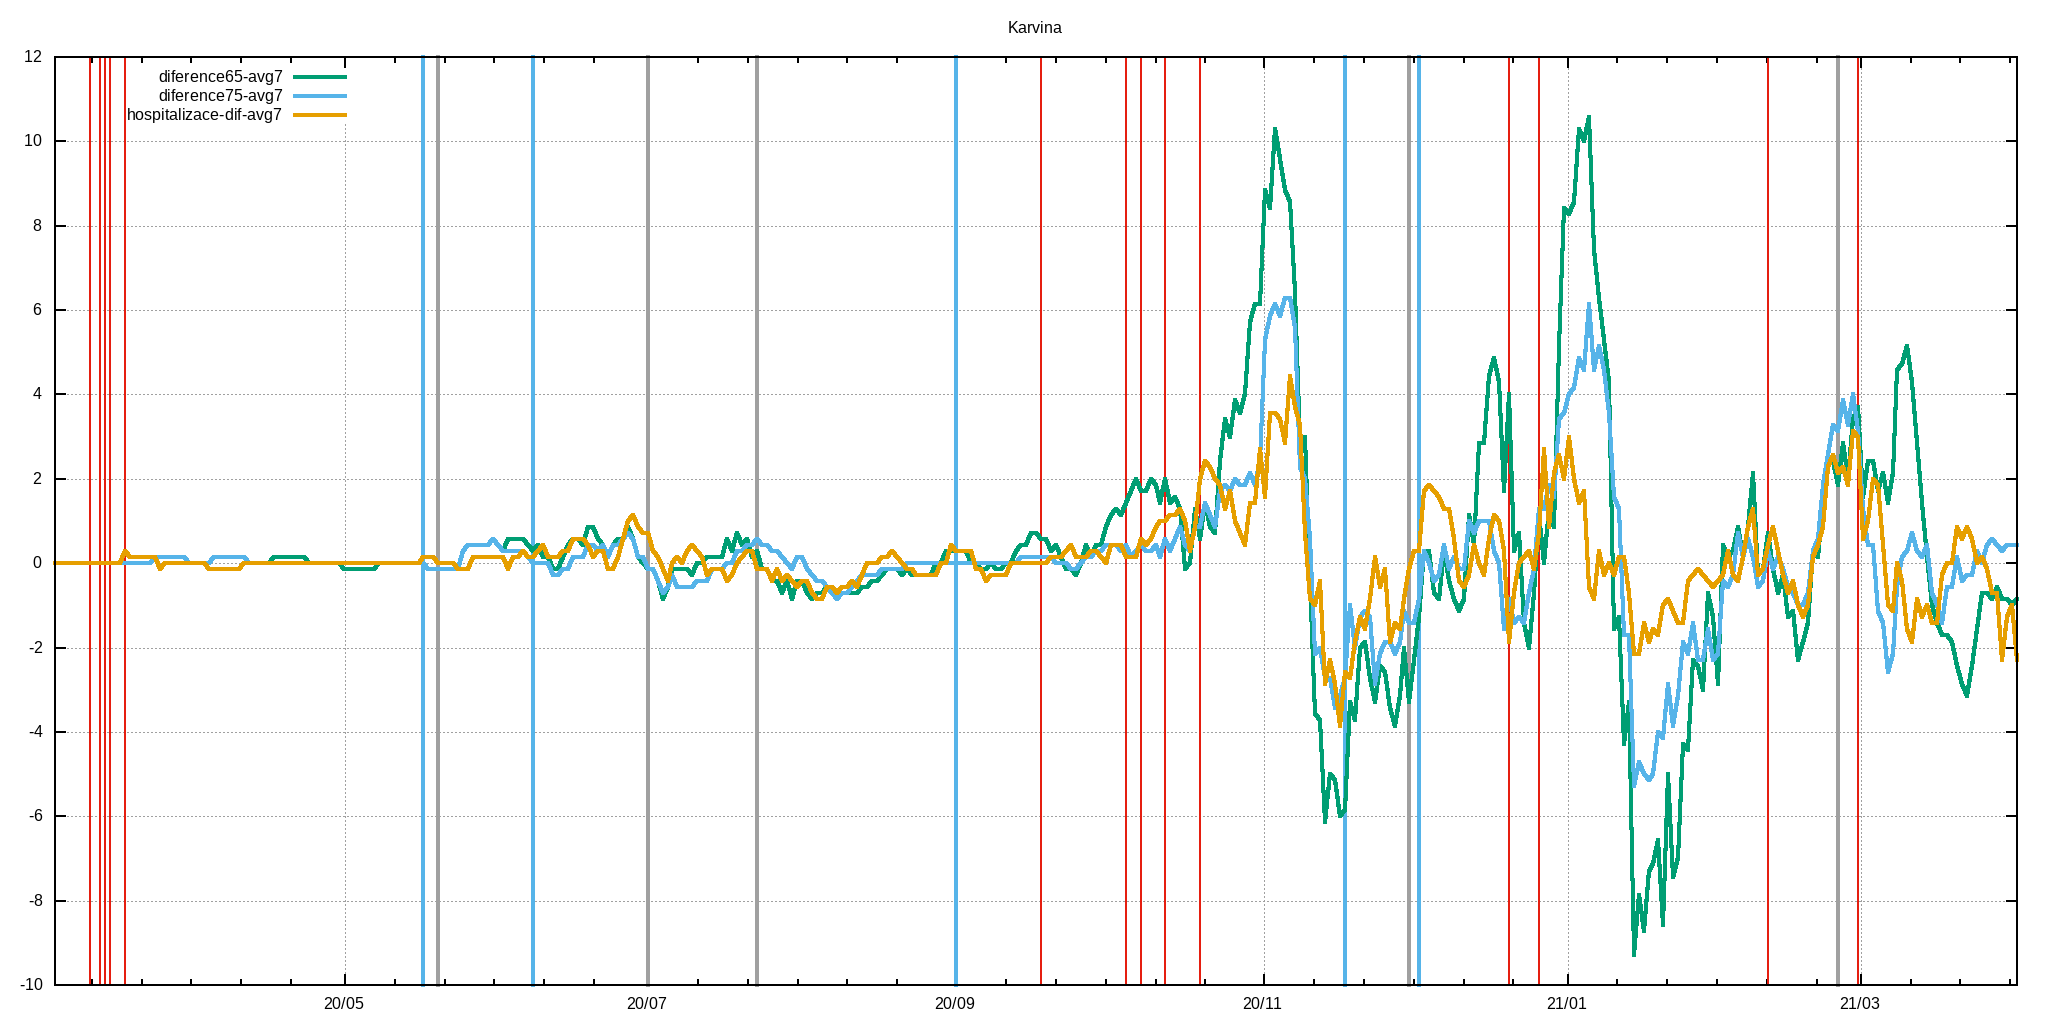 Karvina
diference65-avg7
diference75-avg7
hospitalizace-dif-avg7
12
10
8
6
4
2
0
-2
-4
-6
-8
-10
20/05 20/07 20/09 20/11 21/01 21/03